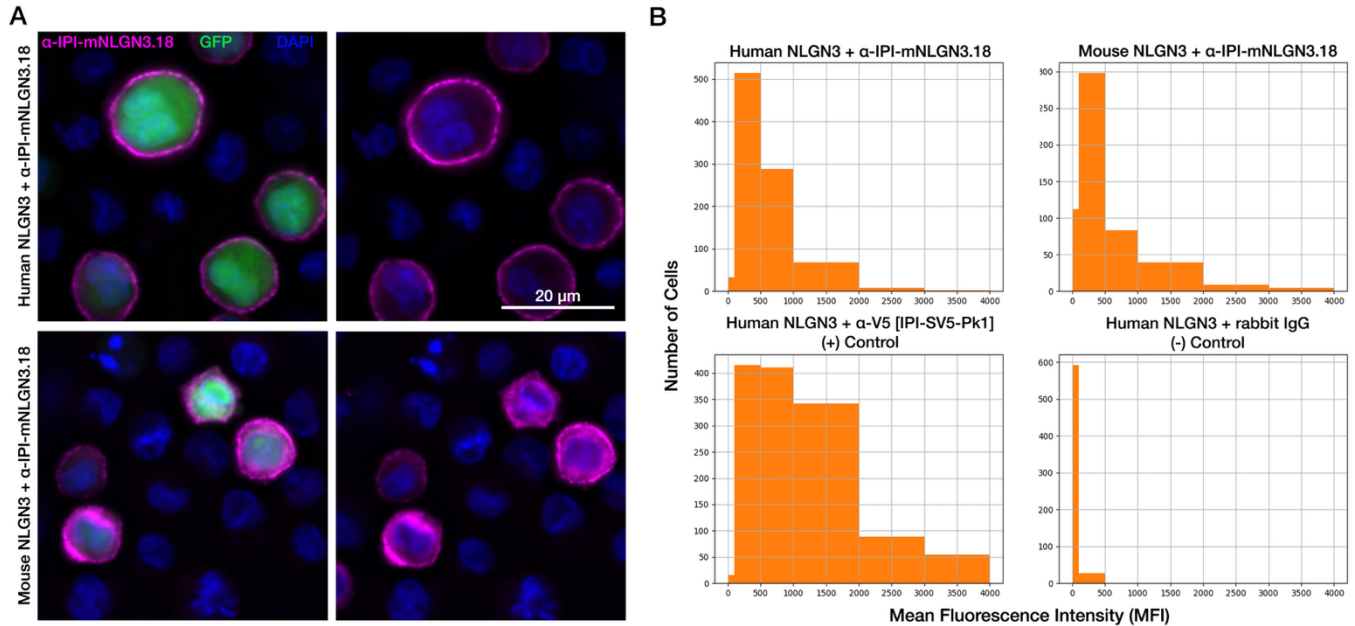 A
Human NLGN3 + α-IPI-mNLGN3.18
α-IPI-mNLGN3.18 GFP DAPI
20 µm
Mouse NLGN3 + α-IPI-mNLGN3.18
B
Number of Cells
Human NLGN3 + α-IPI-mNLGN3.18
500
400
300
200
100
0
0 500 1000 1500 2000 2500 3000 3500 4000
Mouse NLGN3 + α-IPI-mNLGN3.18
300
250
200
150
100
50
0
0 500 1000 1500 2000 2500 3000 3500 4000
Human NLGN3 + α-V5 [IPI-SV5-Pk1]
(+) Control
400
350
300
250
200
150
100
50
0
0 500 1000 1500 2000 2500 3000 3500 4000
Human NLGN3 + rabbit IgG
(-) Control
600
500
400
300
200
100
0
0 500 1000 1500 2000 2500 3000 3500 4000
Mean Fluorescence Intensity (MFI)